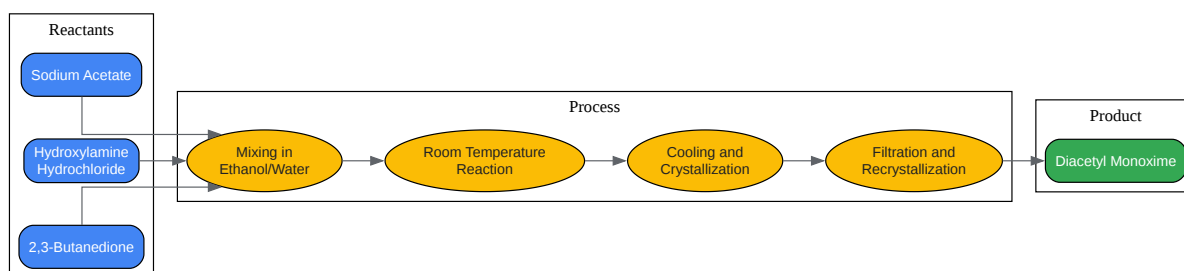 Reactants
Sodium Acetate
Hydroxylamine
Hydrochloride
2,3-Butanedione
Process
Mixing in
Ethanol/Water
Room Temperature
Reaction
Cooling and
Crystallization
Filtration and
Recrystallization
Product
Diacetyl Monoxime